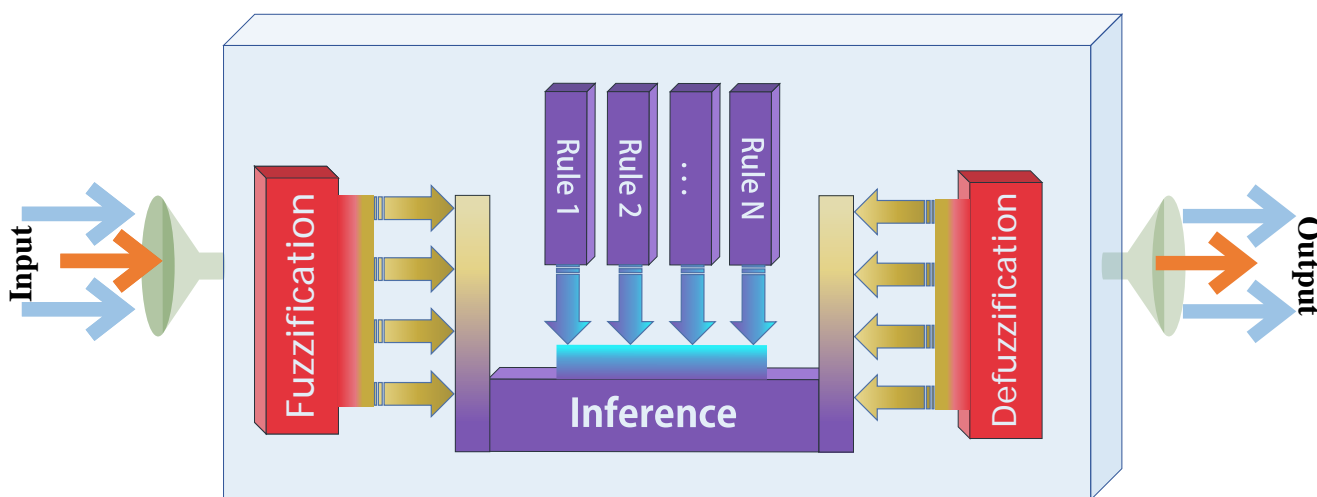 Input
Fuzzification
Rule 1
Rule 2
...
Rule N
Inference
Defuzzification
Output